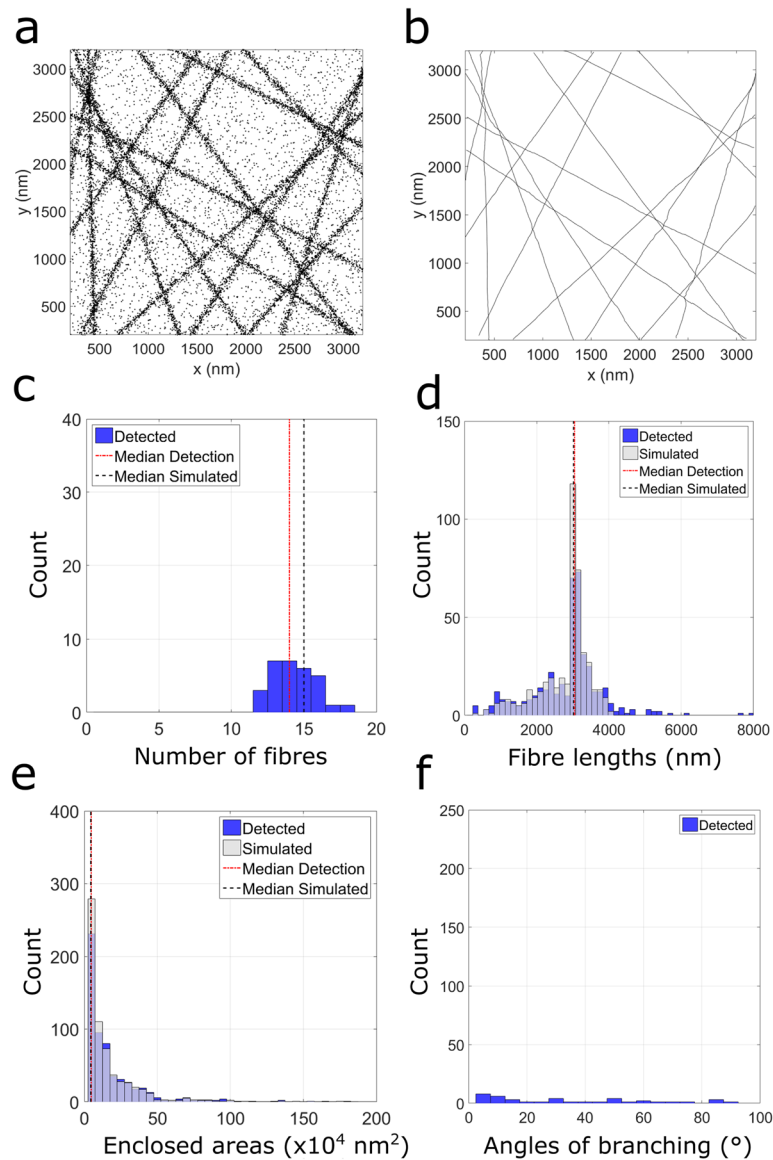 a
b
3000
2500
2000
1500
1000
500
y (nm)
500 1000 1500 2000 2500 3000
x (nm)
3000
2500
2000
1500
1000
500
y (nm)
500 1000 1500 2000 2500 3000
x (nm)
c
d
40
30
20
10
0
Count
Detected
Median Detection
Median Simulated
0 5 10 15 20
Number of fibres
150
100
50
0
Count
Detected
Simulated
Median Detection
Median Simulated
0 2000 4000 6000 8000
Fibre lengths (nm)
e
f
400
300
200
100
0
Count
Detected
Simulated
Median Detection
Median Simulated
0 50 100 150 200
Enclosed areas (x10⁴ nm²)
250
200
150
100
50
0
Count
Detected
0 20 40 60 80 100
Angles of branching (°)